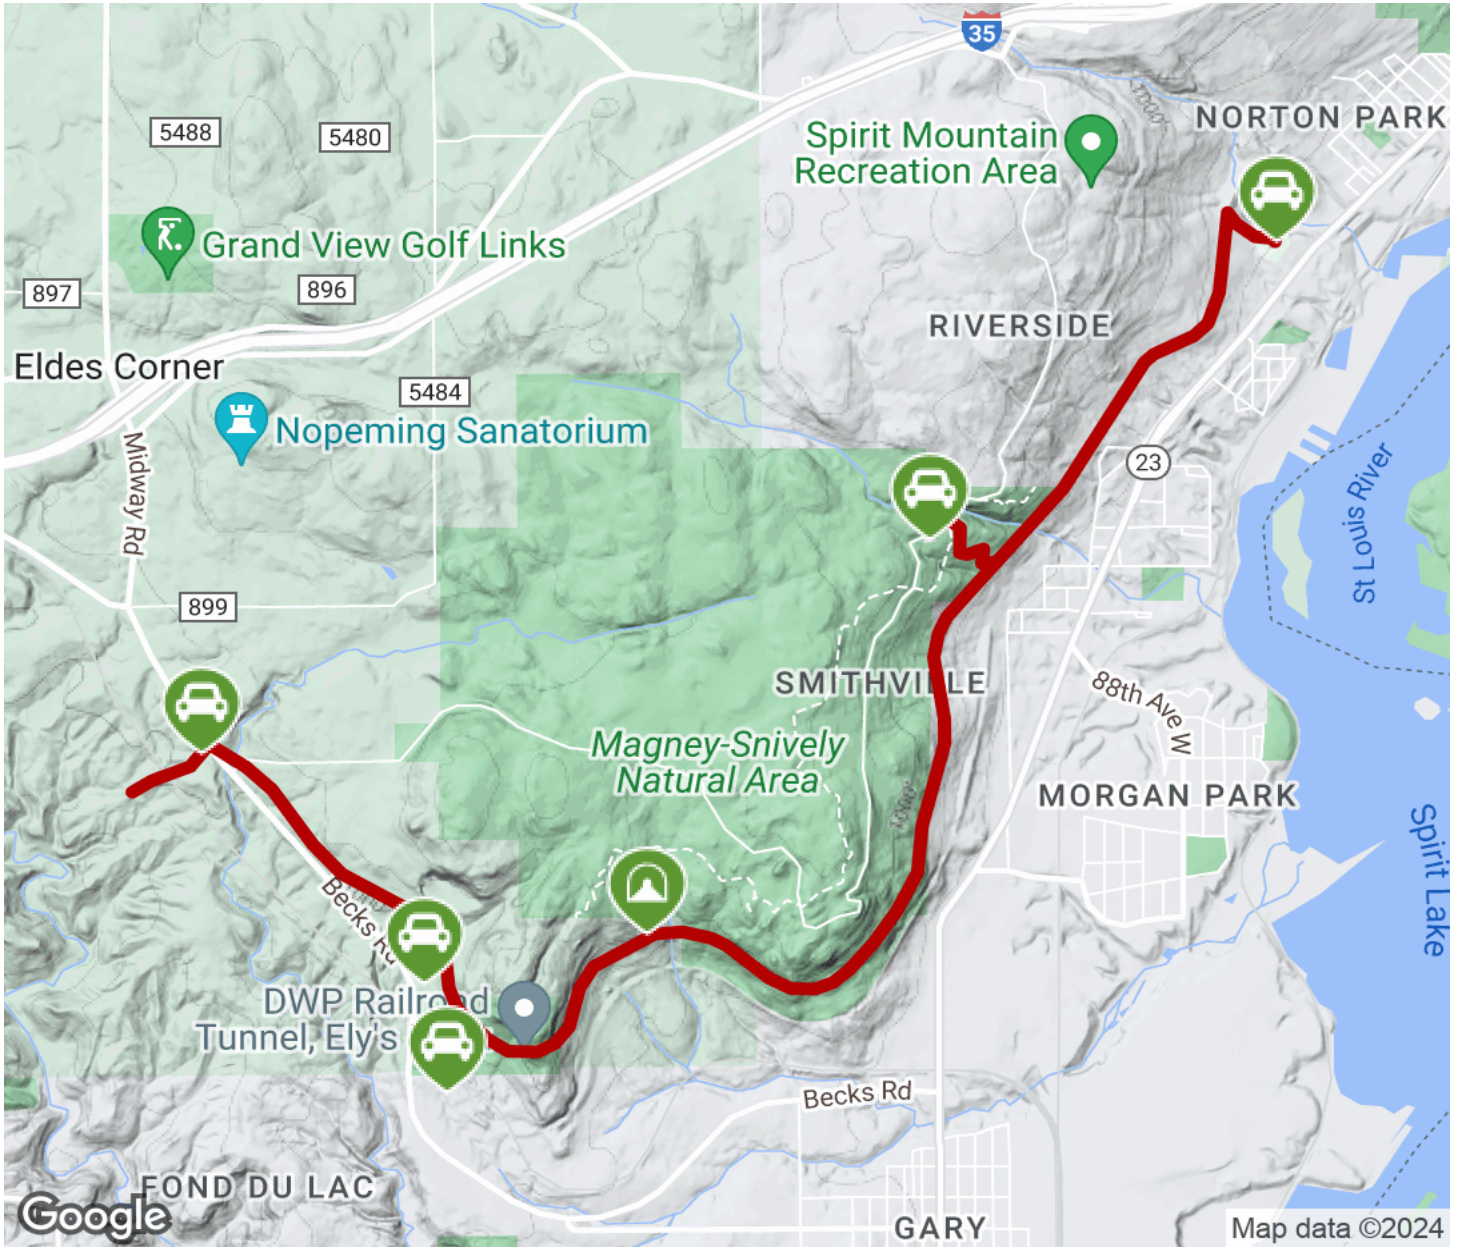 35
NORTON PARK
5488
5480
Spirit Mountain
Recreation Area
Grand View Golf Links
897
896
RIVERSIDE
Eldes Corner
5484
Nopeming Sanatorium
Midway Rd
23
St Louis River
899
SMITHVILLE
88th Ave W
Magney-Snively
Natural Area
MORGAN PARK
Spirit Lake
Becks Rd
DWP Railroad
Tunnel, Ely's
Becks Rd
FOND DU LAC
GARY
Google
Map data ©2024